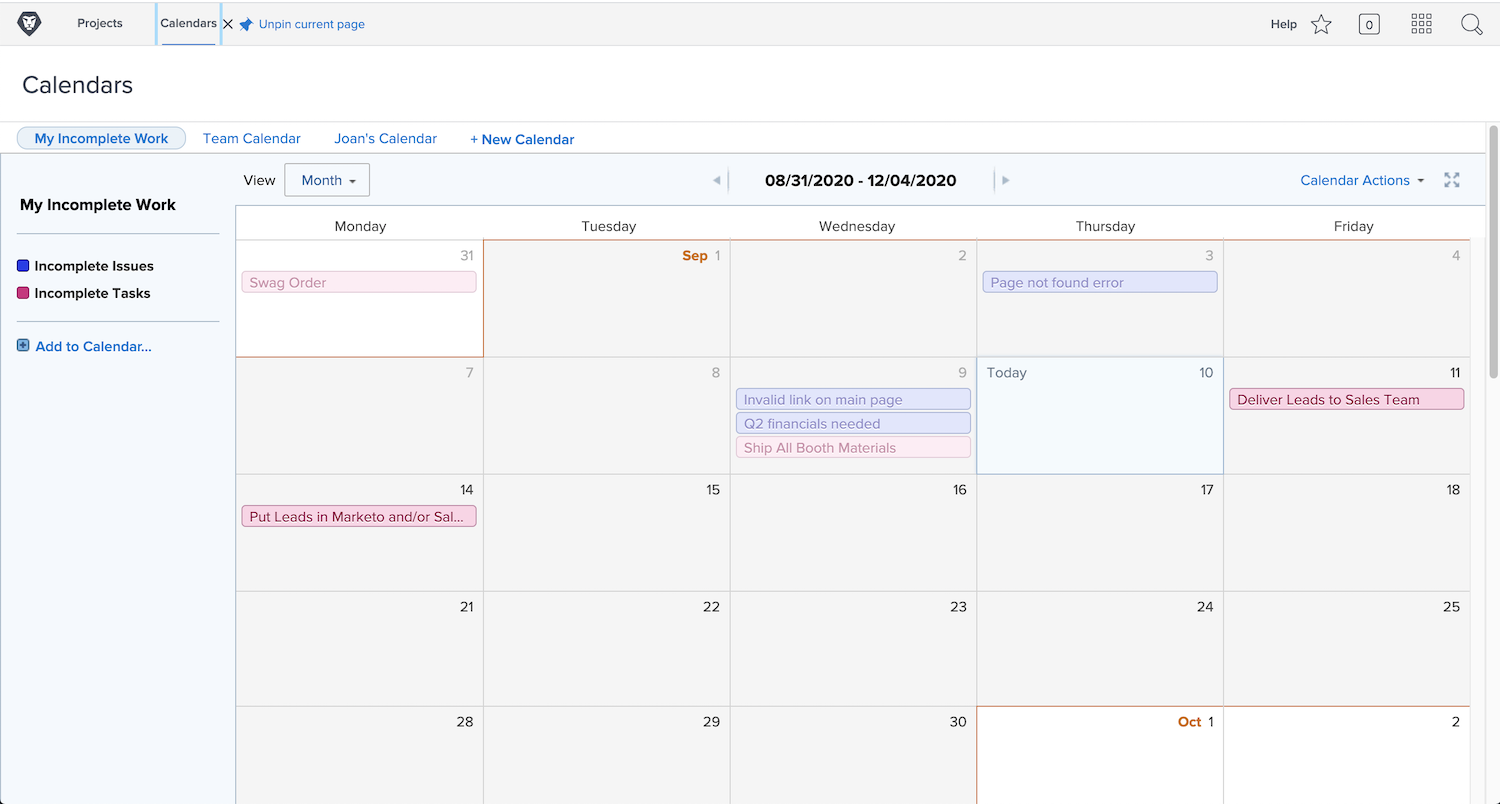 Projects
Calendars
Unpin current page
Help
0
Calendars
My Incomplete Work
Team Calendar
Joan's Calendar
+ New Calendar
View
Month
08/31/2020 - 12/04/2020
Calendar Actions
My Incomplete Work
Incomplete Issues
Incomplete Tasks
Add to Calendar...
Monday Tuesday Wednesday Thursday Friday
31 Sep 1 2 3 4
Swag Order
Page not found error
7 8 9 Today 10 11
Invalid link on main page
Q2 financials needed
Ship All Booth Materials
Deliver Leads to Sales Team
14 15 16 17 18
Put Leads in Marketo and/or Sal...
21 22 23 24 25
28 29 30 Oct 1 2